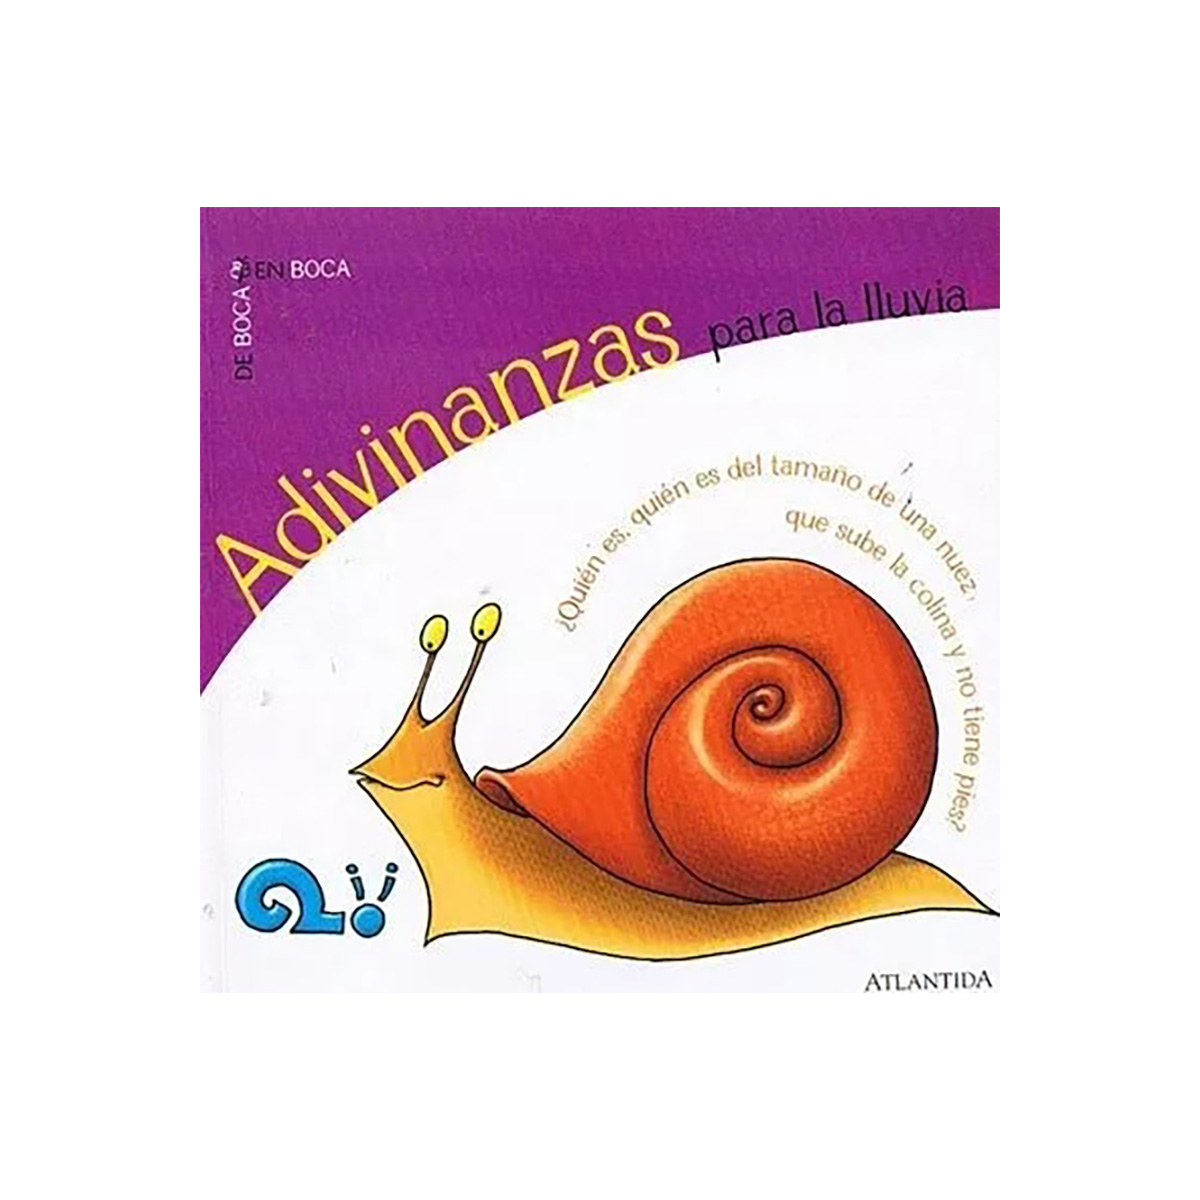 DE BOCA EN BOCA
Adivinanzas para la lluvia
¿Quién es, quién es del tamaño de una nuez,
que sube la colina y no tiene pies?
ATLANTIDA